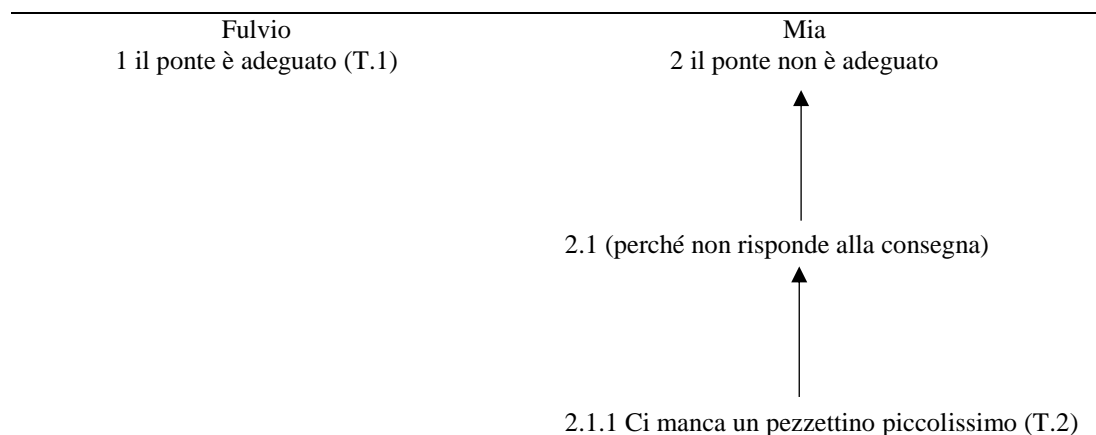 Fulvio
1 il ponte è adeguato (T.1)
Mia
2 il ponte non è adeguato
2.1 (perché non risponde alla consegna)
2.1.1 Ci manca un pezzettino piccolissimo (T.2)